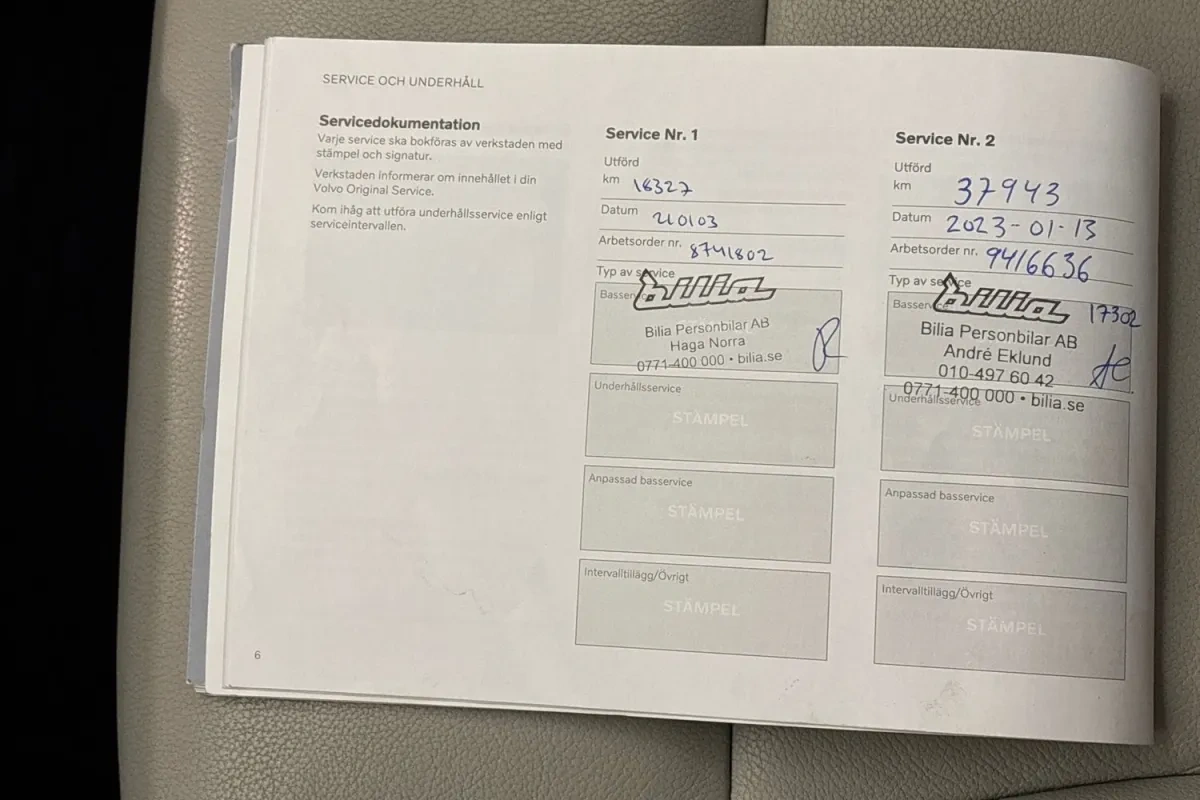 SERVICE OCH UNDERHÅLL
Servicedokumentation
Varje service ska bokföras av verkstaden med
stämpel och signatur.
Verkstaden informerar om innehållet i din
Volvo Original Service.
Kom ihåg att utföra underhållsservice enligt
serviceintervallen.
Service Nr. 1
Utförd
km 18327
Datum 210103
Arbetsorder nr. 8741802
Typ av service
bilia
Bilia Personbilar AB
Haga Norra
0771-400 000 • bilia.se
Underhållsservice
STÄMPEL
Anpassad basservice
STÄMPEL
Intervalltillägg/Övrigt
STÄMPEL
Service Nr. 2
Utförd
km 37943
Datum 2023-01-13
Arbetsorder nr. 9416636
Typ av service
bilia 17302
Bilia Personbilar AB
André Eklund
010-497 60 42
0771-400 000 • bilia.se
Underhållsservice
STÄMPEL
Anpassad basservice
STÄMPEL
Intervalltillägg/Övrigt
STÄMPEL
6